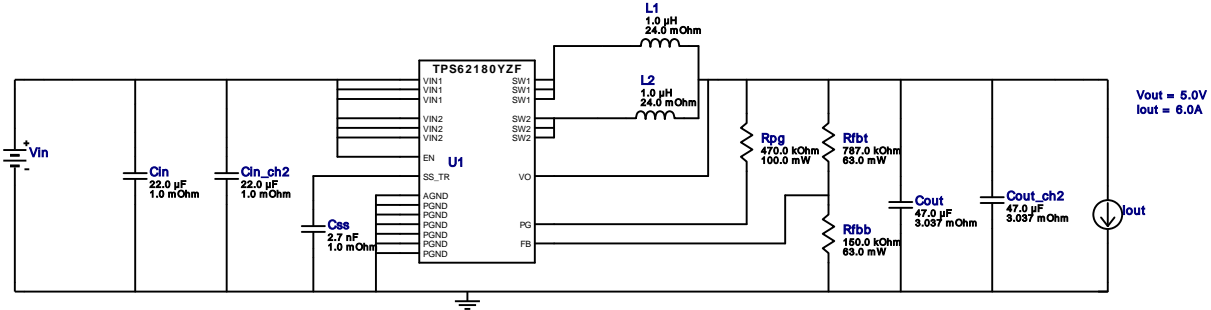 L1
1.0 µH
24.0 mOhm
TPS62180YZF
VIN1
VIN1
VIN1
VIN2
VIN2
VIN2
EN
SS_TR
AGND
PGND
PGND
PGND
PGND
PGND
PGND
U1
SW1
SW1
SW1
SW2
SW2
SW2
VO
PG
FB
L2
1.0 µH
24.0 mOhm
Vout = 5.0V
Iout = 6.0A
+
Vin
-
Cin
22.0 µF
1.0 mOhm
Cin_ch2
22.0 µF
1.0 mOhm
Css
2.7 nF
1.0 mOhm
Rpg
470.0 kOhm
100.0 mW
Rfbt
787.0 kOhm
63.0 mW
Rfbb
150.0 kOhm
63.0 mW
Cout
47.0 µF
3.037 mOhm
Cout_ch2
47.0 µF
3.037 mOhm
Iout